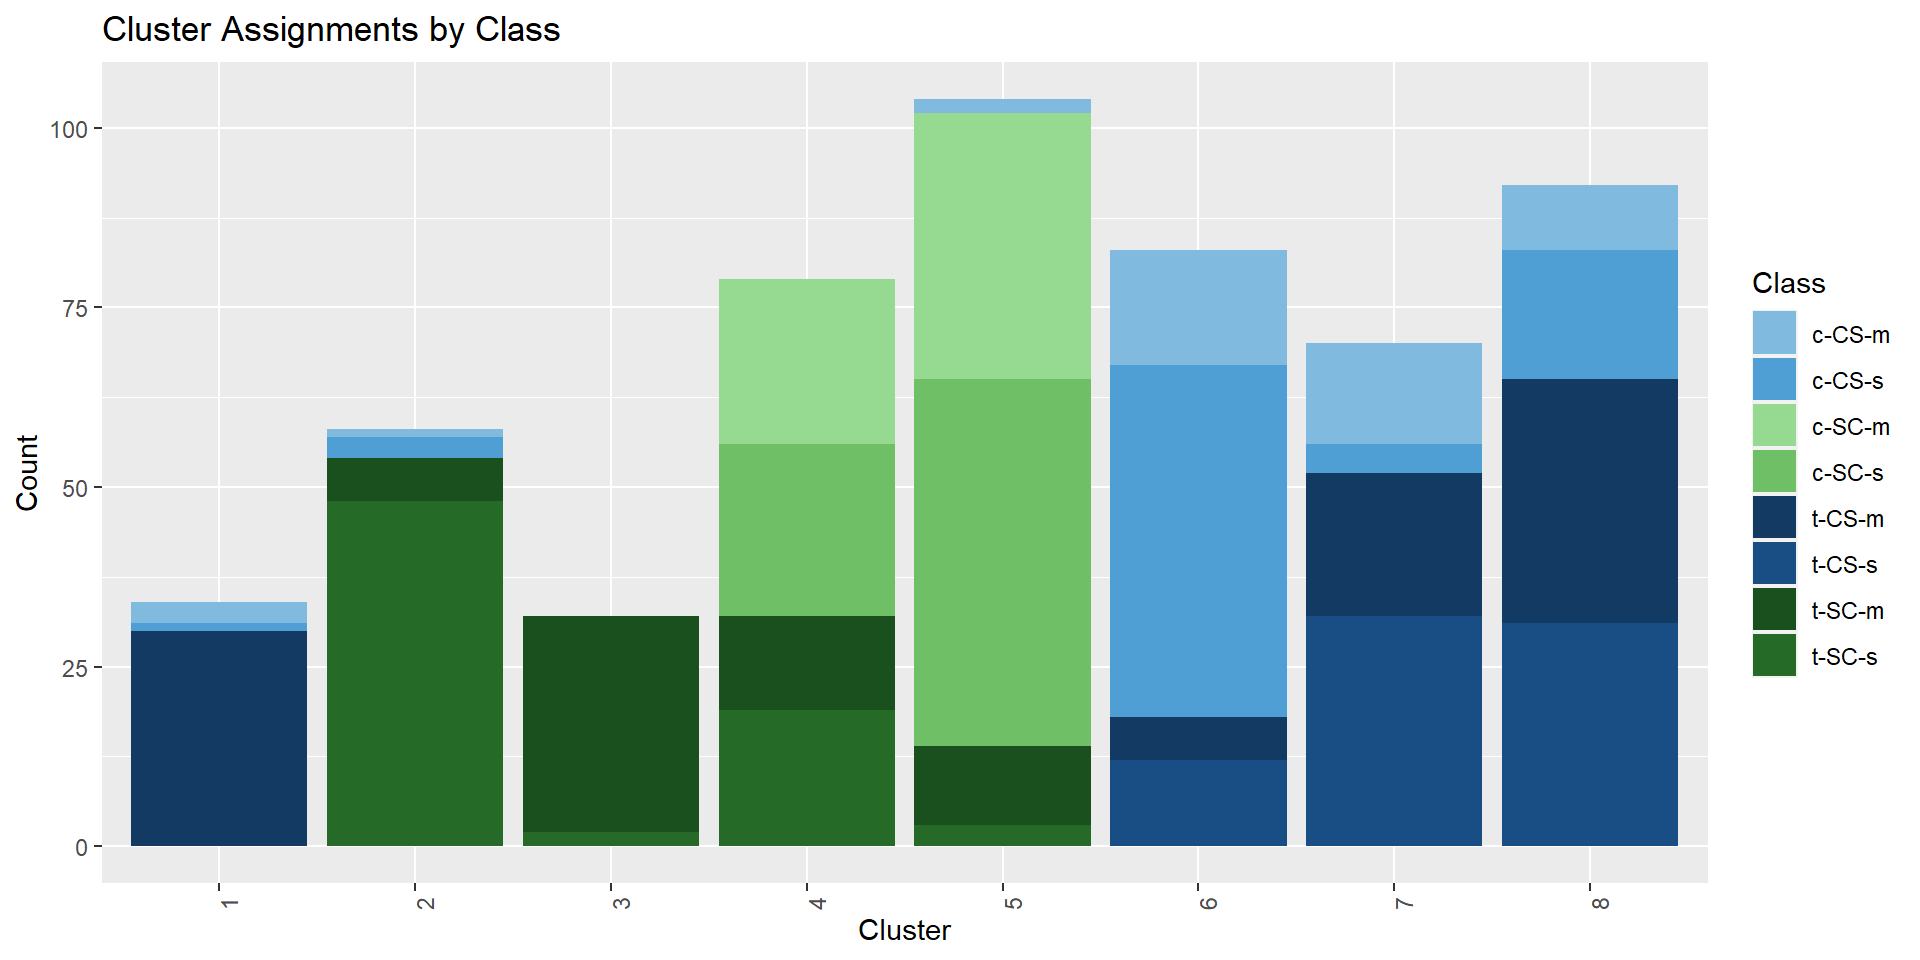 Cluster Assignments by Class
Count
100
75
50
25
0
1
2
3
4
5
6
7
8
Cluster
Class
c-CS-m
c-CS-s
c-SC-m
c-SC-s
t-CS-m
t-CS-s
t-SC-m
t-SC-s